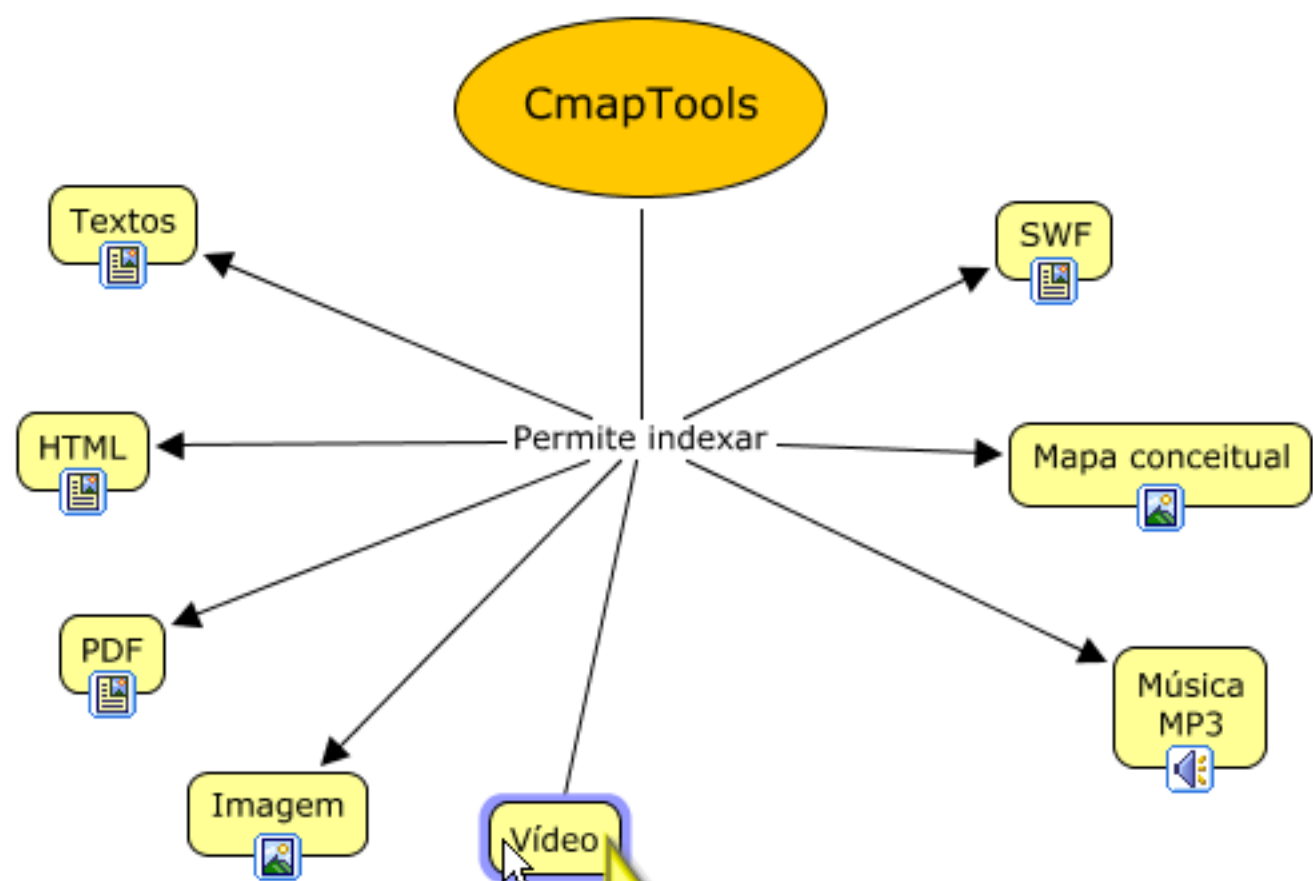 CmapTools
Textos
SWF
Permite indexar
HTML
Mapa conceitual
PDF
Música
MP3
Imagem
Vídeo